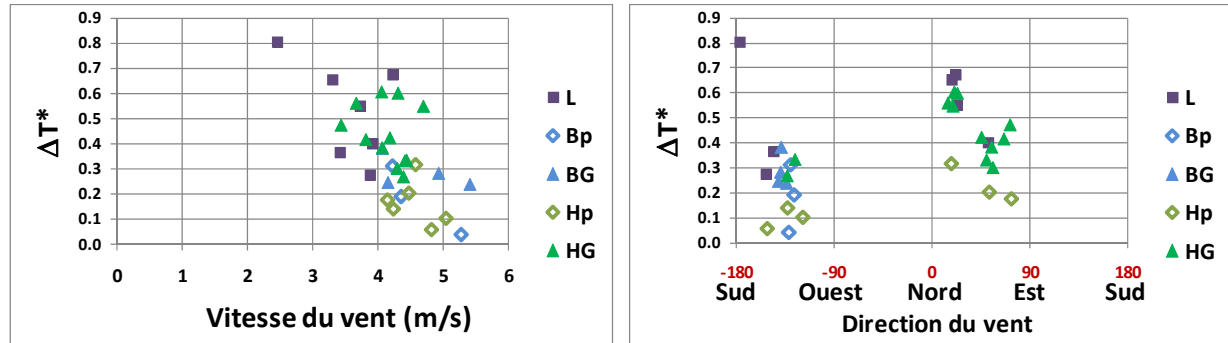 0.9
0.8
0.7
0.6
0.5
0.4
0.3
0.2
0.1
0.0
ΔT*
0 1 2 3 4 5 6
Vitesse du vent (m/s)
L
Bp
BG
Hp
HG
0.9
0.8
0.7
0.6
0.5
0.4
0.3
0.2
0.1
0.0
ΔT*
-180 -90 0 90 180
Sud Ouest Nord Est Sud
Direction du vent
L
Bp
BG
Hp
HG